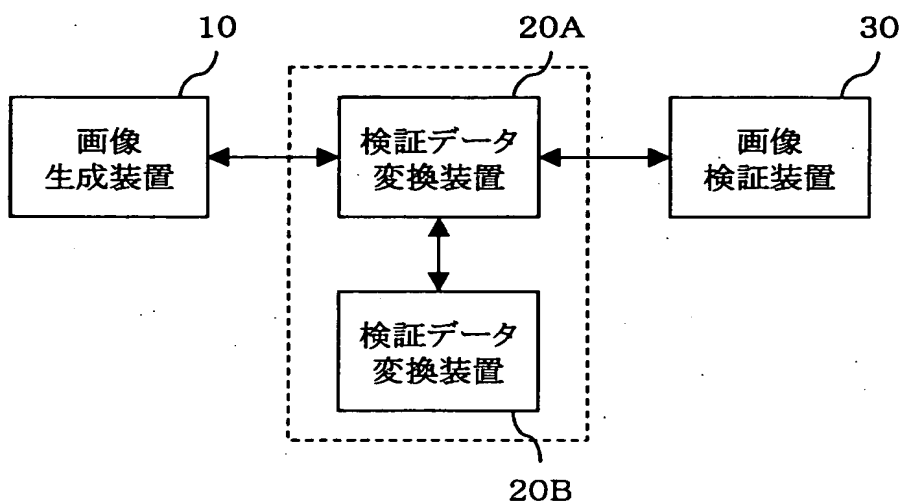 10
20A
30
画像
生成装置
検証データ
変換装置
画像
検証装置
検証データ
変換装置
20B